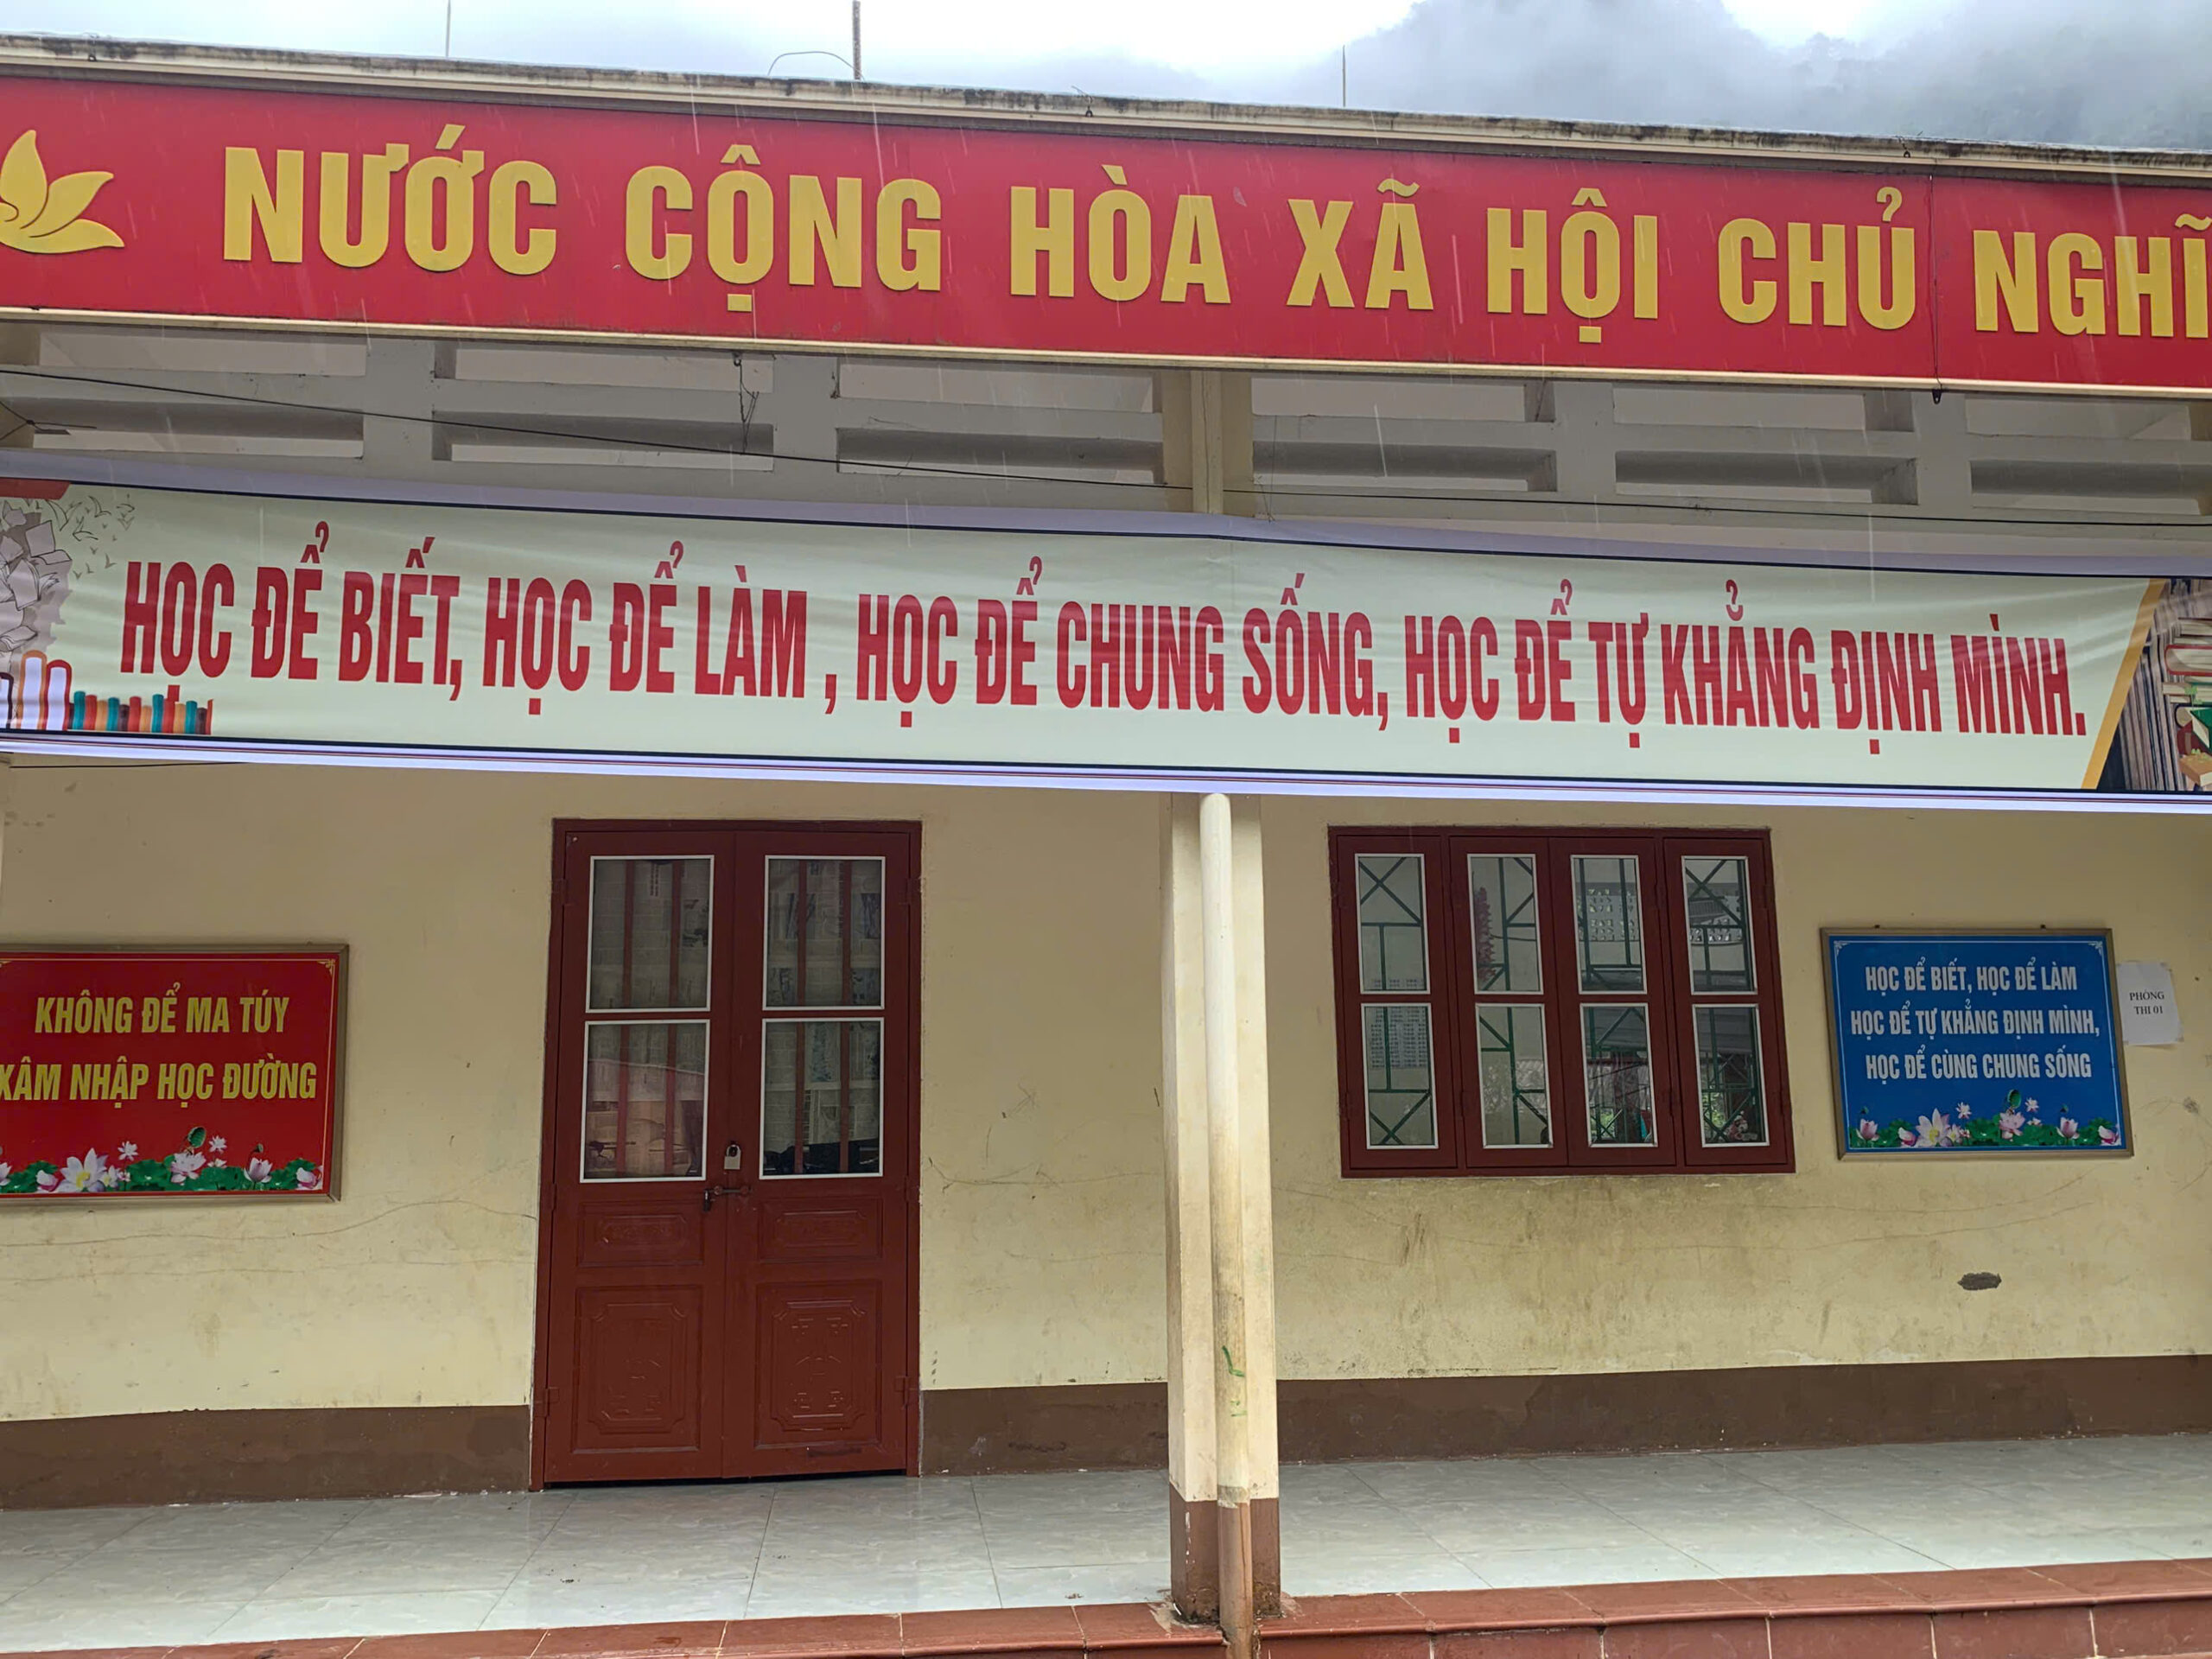 NƯỚC CỘNG HÒA XÃ HỘI CHỦ NGHĨ
HỌC ĐỂ BIẾT, HỌC ĐỂ LÀM , HỌC ĐỂ CHUNG SỐNG, HỌC ĐỂ TỰ KHẲNG ĐỊNH MÌNH.
KHÔNG ĐỂ MA TÚY
XÂM NHẬP HỌC ĐƯỜNG
HỌC ĐỂ BIẾT, HỌC ĐỂ LÀM
HỌC ĐỂ TỰ KHẲNG ĐỊNH MÌNH,
HỌC ĐỂ CÙNG CHUNG SỐNG
PHÒNG
THI 01